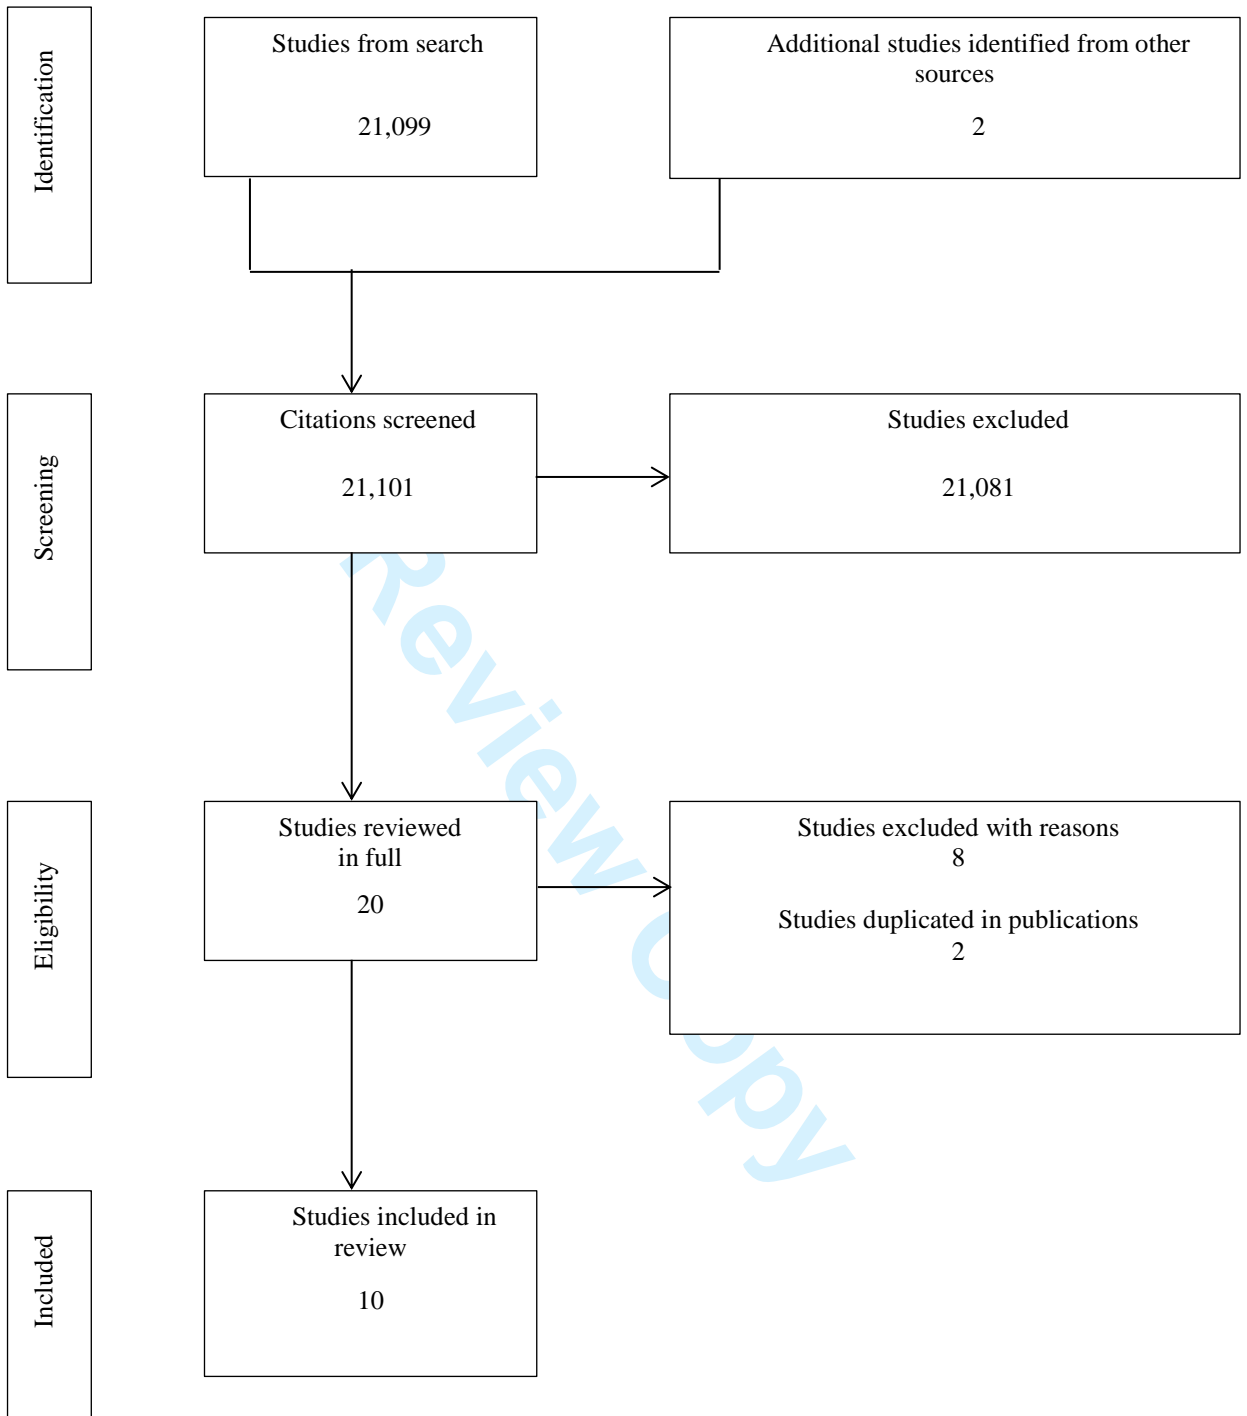 Identification
Studies from search
21,099
Additional studies identified from other
sources
2
Screening
Citations screened
21,101
Studies excluded
21,081
Eligibility
Studies reviewed
in full
20
Studies excluded with reasons
8
Studies duplicated in publications
2
Included
Studies included in
review
10
Review Copy